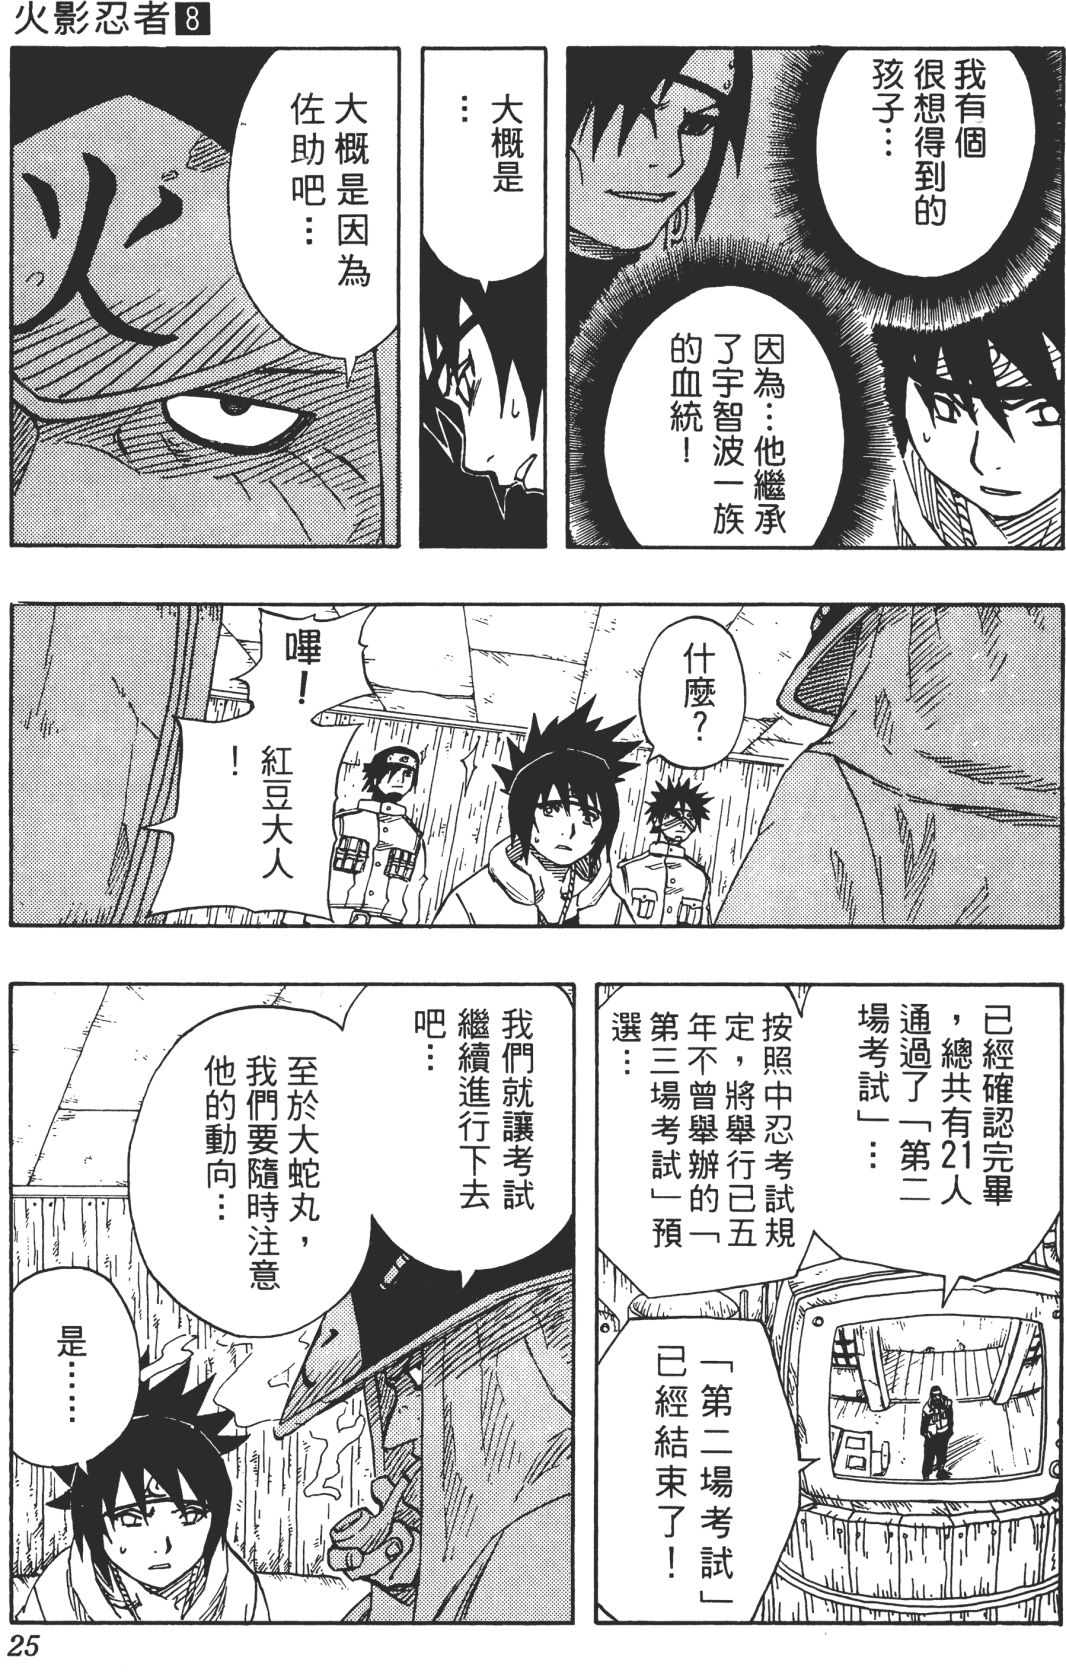 火影忍者8
我有個
很想得到的
孩子…
因為…他繼承
了宇智波一族
的血統！
大概是
…
大概是因為
佐助吧…
火
什麼？
嗶！
紅豆大人
！
已經確認完畢
，總共有21人
通過了「第二
場考試」…
按照中忍考試規
定，將舉行已五
年不曾舉辦的「
第三場考試」預
選…
「第二場考試」
已經結束了！
我們就讓考試
繼續進行下去
吧…
至於大蛇丸，
我們要隨時注意
他的動向…
是……
25